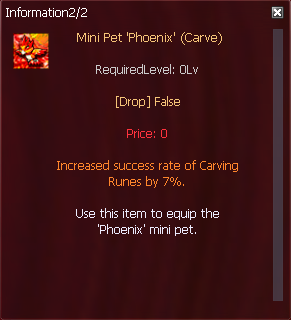 Information2/2
Mini Pet 'Phoenix' (Carve)
RequiredLevel: 0Lv
[Drop] False
Price: 0
Increased success rate of Carving
Runes by 7%.
Use this item to equip the
'Phoenix' mini pet.